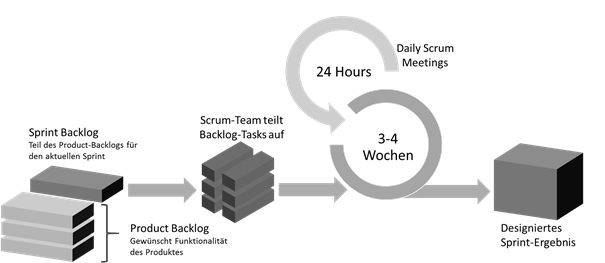 Daily Scrum
Meetings
24 Hours
Scrum-Team teilt
Backlog-Tasks auf
3-4
Wochen
Sprint Backlog
Teil des Product-Backlogs für
den aktuellen Sprint
Product Backlog
Gewünscht Funktionalität
des Produktes
Designiertes
Sprint-Ergebnis